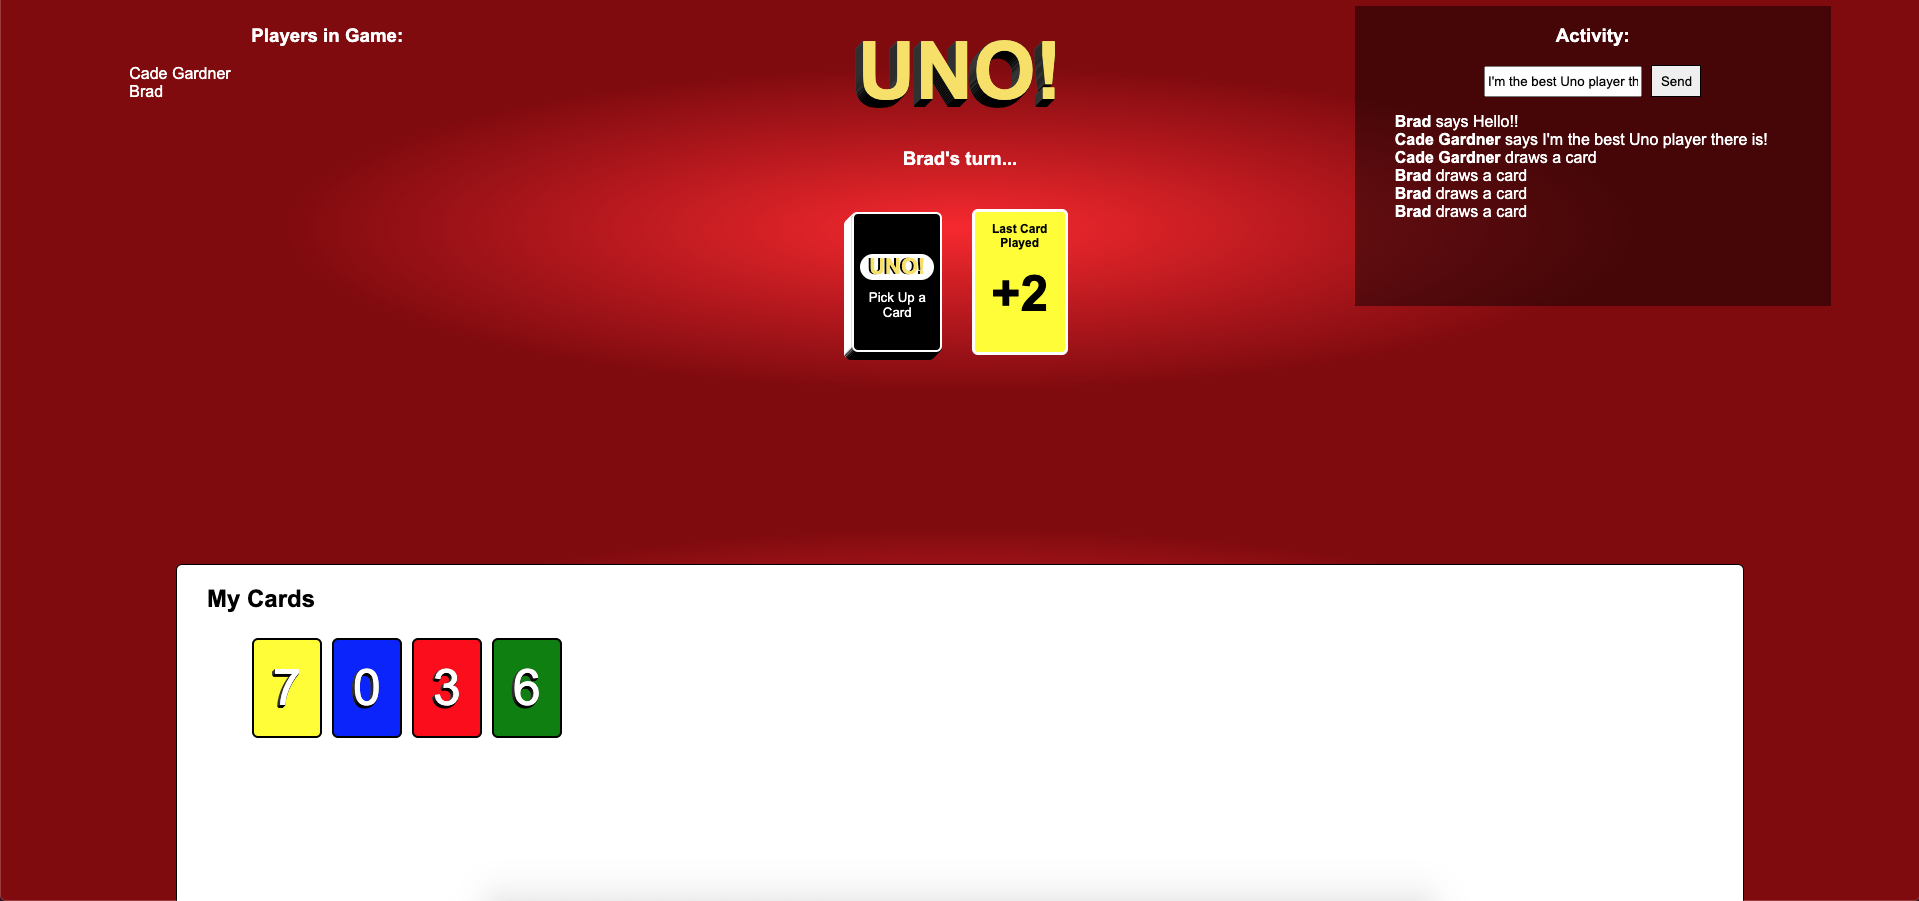 Players in Game:
Cade Gardner
Brad
UNO!
Brad's turn...
UNO!
Pick Up a
Card
Last Card
Played
+2
Activity:
I'm the best Uno player th
Send
Brad says Hello!!
Cade Gardner says I'm the best Uno player there is!
Cade Gardner draws a card
Brad draws a card
Brad draws a card
Brad draws a card
My Cards
7 0 3 6